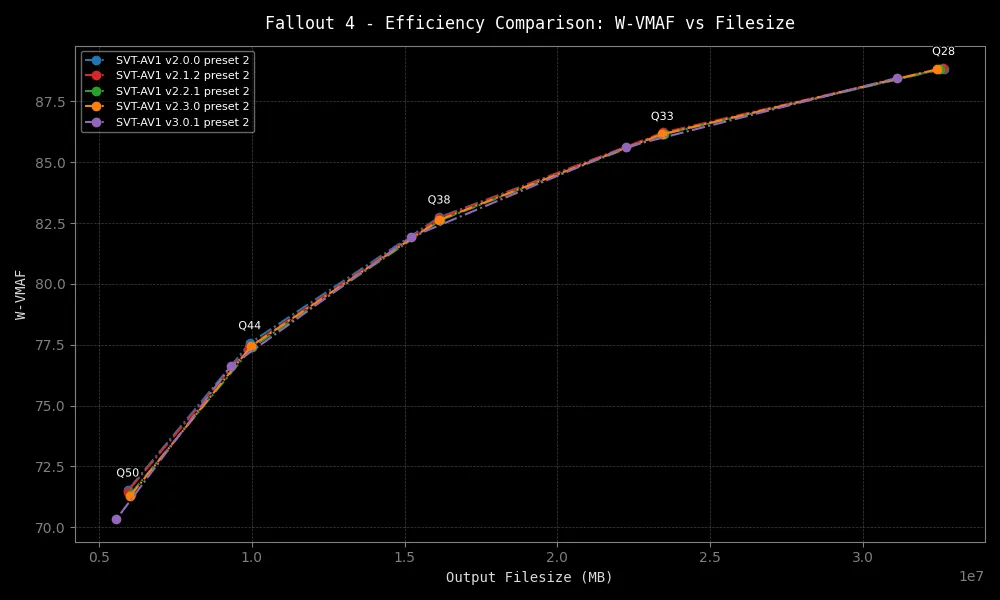 Fallout 4 - Efficiency Comparison: W-VMAF vs Filesize
SVT-AV1 v2.0.0 preset 2
SVT-AV1 v2.1.2 preset 2
SVT-AV1 v2.2.1 preset 2
SVT-AV1 v2.3.0 preset 2
SVT-AV1 v3.0.1 preset 2
Q28
Q33
Q38
Q44
Q50
W-VMAF
87.5
85.0
82.5
80.0
77.5
75.0
72.5
70.0
0.5 1.0 1.5 2.0 2.5 3.0
1e7
Output Filesize (MB)